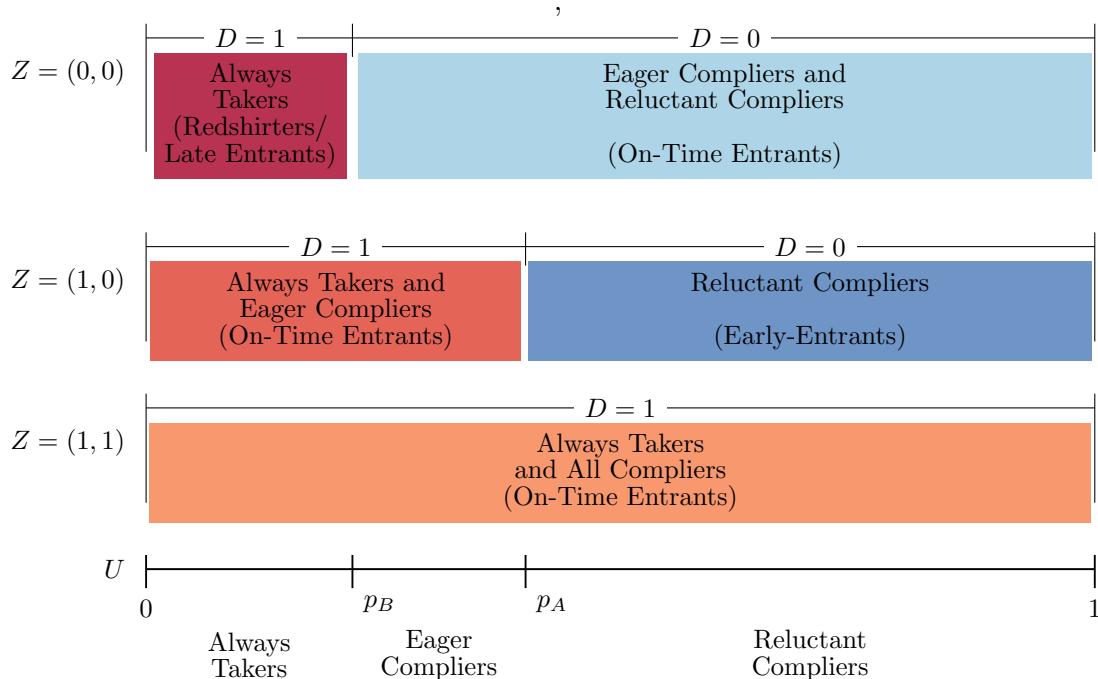 ,
D = 1
D = 0
Z = (0, 0)
Always
Takers
(Redshirters/
Late Entrants)
Eager Compliers and
Reluctant Compliers
(On-Time Entrants)
D = 1
D = 0
Z = (1, 0)
Always Takers and
Eager Compliers
(On-Time Entrants)
Reluctant Compliers
(Early-Entrants)
D = 1
Z = (1, 1)
Always Takers
and All Compliers
(On-Time Entrants)
U
0
p_B
p_A
1
Always
Takers
Eager
Compliers
Reluctant
Compliers